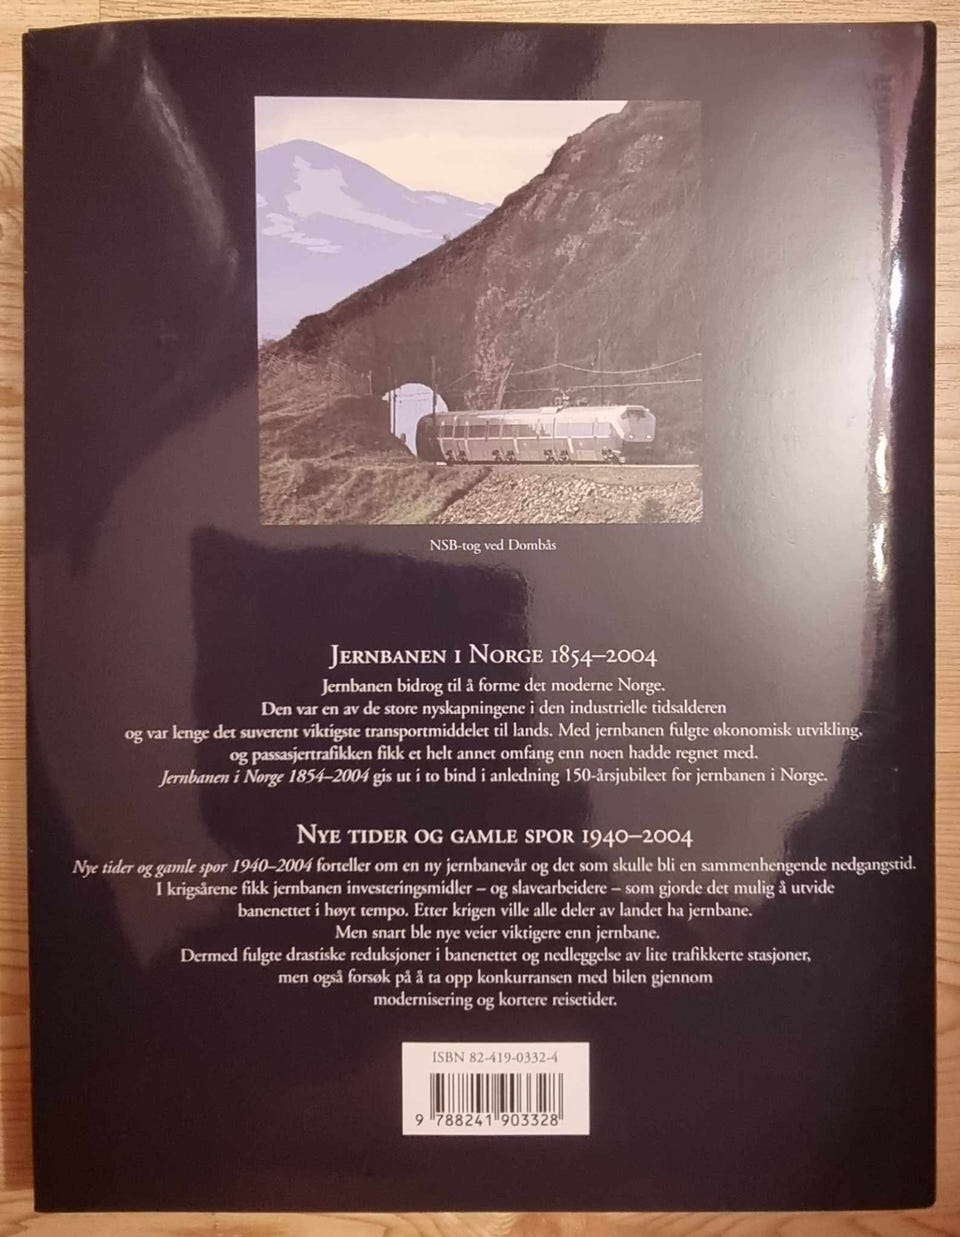 NSB-tog ved Dombås
JERNBANEN I NORGE 1854–2004
Jernbanen bidrog til å forme det moderne Norge.
Den var en av de store nyskapningene i den industrielle tidsalderen
og var lenge det suverent viktigste transportmiddelet til lands. Med jernbanen fulgte økonomisk utvikling,
og passasjertrafikken fikk et helt annet omfang enn noen hadde regnet med.
Jernbanen i Norge 1854–2004 gis ut i to bind i anledning 150-årsjubileet for jernbanen i Norge.
NYE TIDER OG GAMLE SPOR 1940–2004
Nye tider og gamle spor 1940–2004 forteller om en ny jernbanevår og det som skulle bli en sammenhengende nedgangstid.
I krigsårene fikk jernbanen investeringsmidler – og slavearbeidere – som gjorde det mulig å utvide
banenettet i høyt tempo. Etter krigen ville alle deler av landet ha jernbane.
Men snart ble nye veier viktigere enn jernbane.
Dermed fulgte drastiske reduksjoner i banenettet og nedleggelse av lite trafikkerte stasjoner,
men også forsøk på å ta opp konkurransen med bilen gjennom
modernisering og kortere reisetider.
ISBN 82-419-0332-4
9 788241 903328